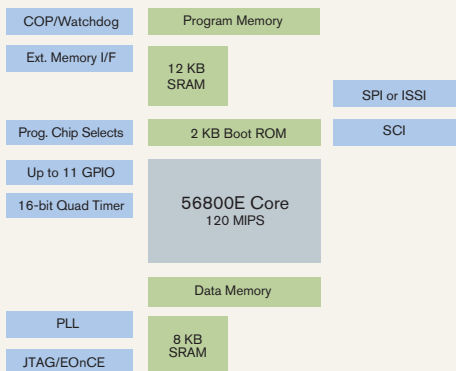 COP/Watchdog
Program Memory
Ext. Memory I/F
12 KB
SRAM
SPI or ISSI
Prog. Chip Selects
2 KB Boot ROM
SCI
Up to 11 GPIO
16-bit Quad Timer
56800E Core
120 MIPS
Data Memory
PLL
8 KB
SRAM
JTAG/EOnCE